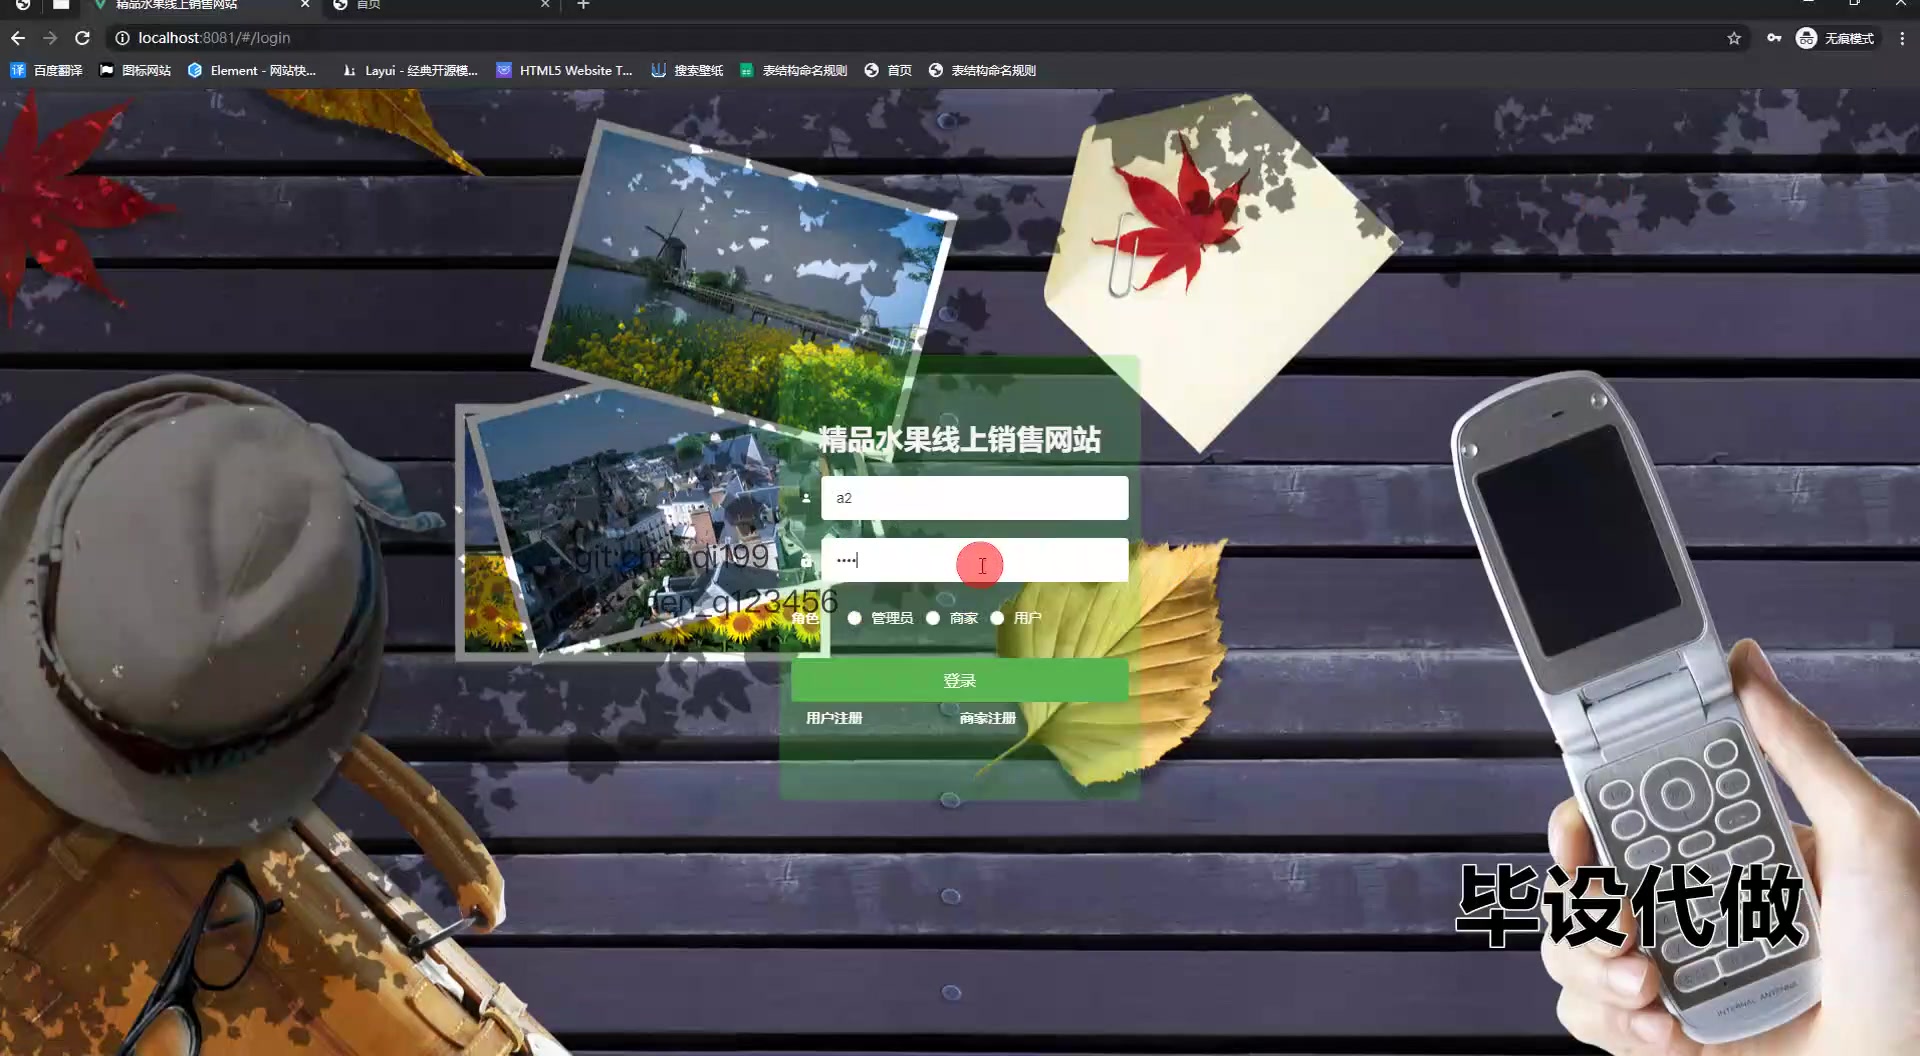 精品水果线上销售网站
首页
localhost:8081/#/login
无痕模式
百度翻译
图标网站
Element - 网站快...
Layui - 经典开源模...
HTML5 Website T...
搜索壁纸
表结构命名规则
首页
表结构命名规则
精品水果线上销售网站
a2
••••
git:chenqi199
chen_q123456
角色
管理员
商家
用户
登录
用户注册
商家注册
毕设代做
INTERNAL ANTENNA